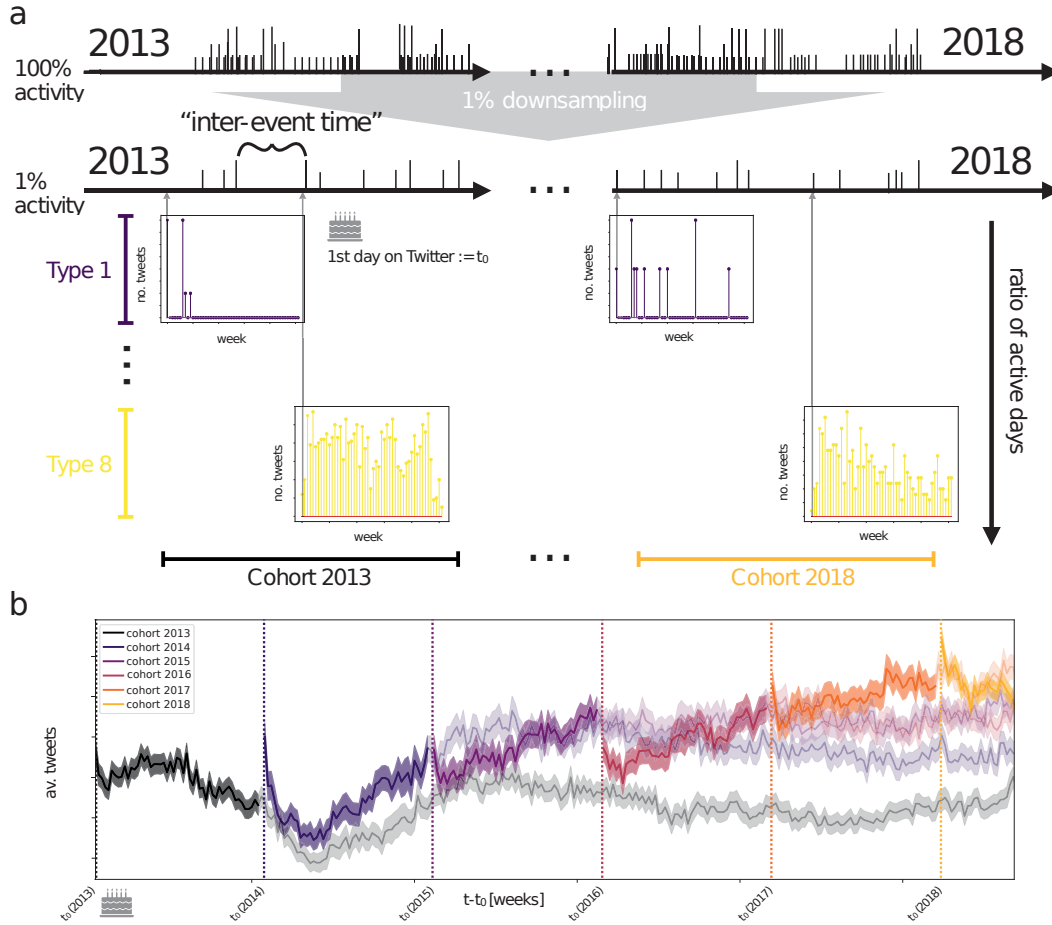 a
2013
2018
100%
activity
1% downsampling
“inter-event time”
2013
2018
1%
activity
Type 1
no. tweets
week
1st day on Twitter := t₀
no. tweets
week
ratio of active days
Type 8
no. tweets
week
no. tweets
week
Cohort 2013
Cohort 2018
b
cohort 2013
cohort 2014
cohort 2015
cohort 2016
cohort 2017
cohort 2018
av. tweets
t₀(2013)
t₀(2014)
t₀(2015)
t₀(2016)
t₀(2017)
t₀(2018)
t-t₀ [weeks]